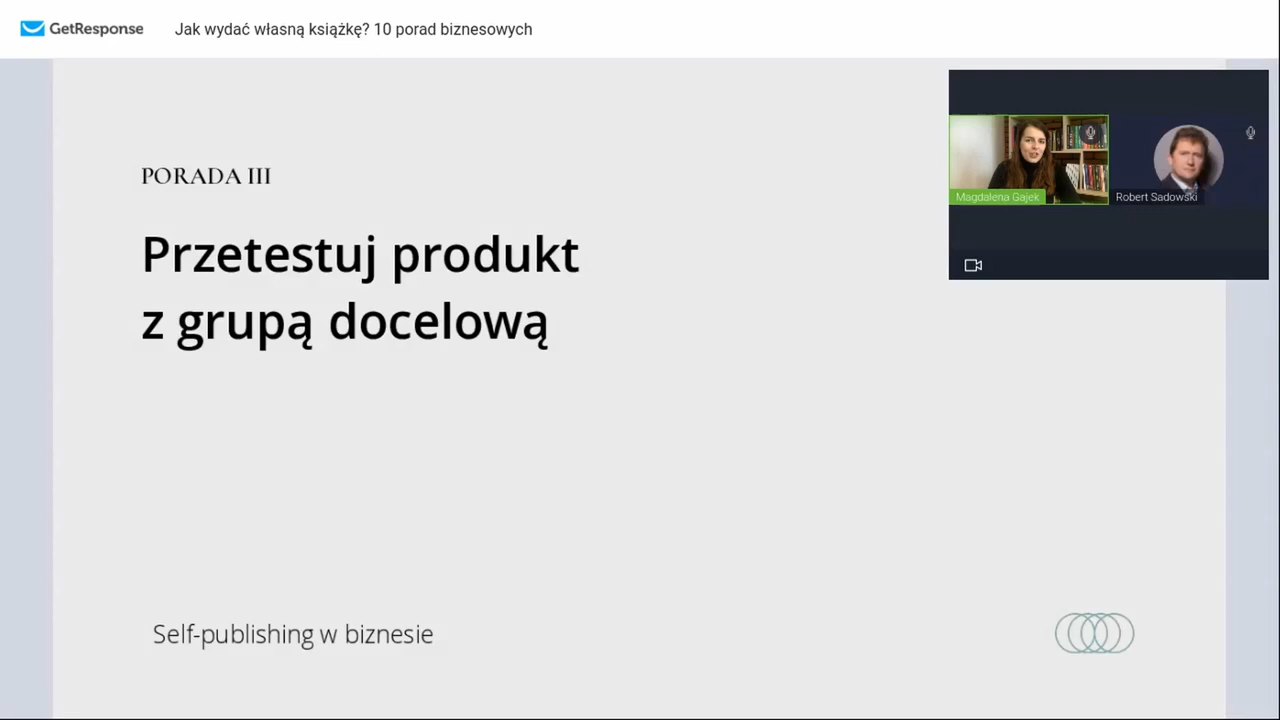 GetResponse
Jak wydać własną książkę? 10 porad biznesowych
PORADA III
Przetestuj produkt
z grupą docelową
Magdalena Gajek
Robert Sadowski
Self-publishing w biznesie